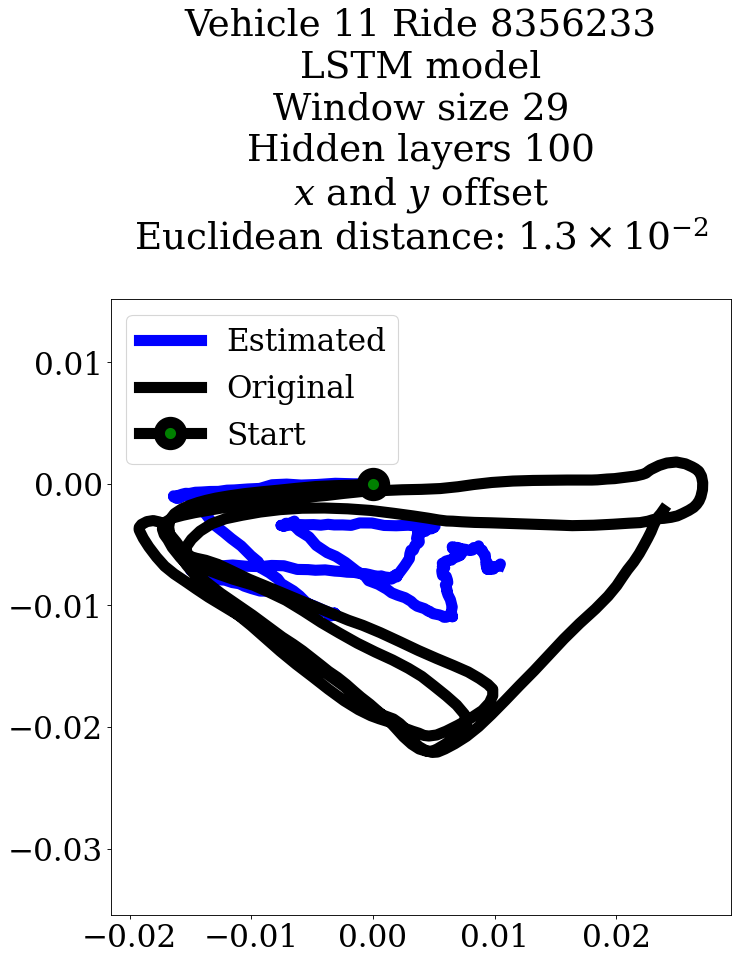 Vehicle 11 Ride 8356233
LSTM model
Window size 29
Hidden layers 100
x and y offset
Euclidean distance: 1.3 × 10⁻²
Estimated
Original
Start
0.01
0.00
−0.01
−0.02
−0.03
−0.02 −0.01 0.00 0.01 0.02